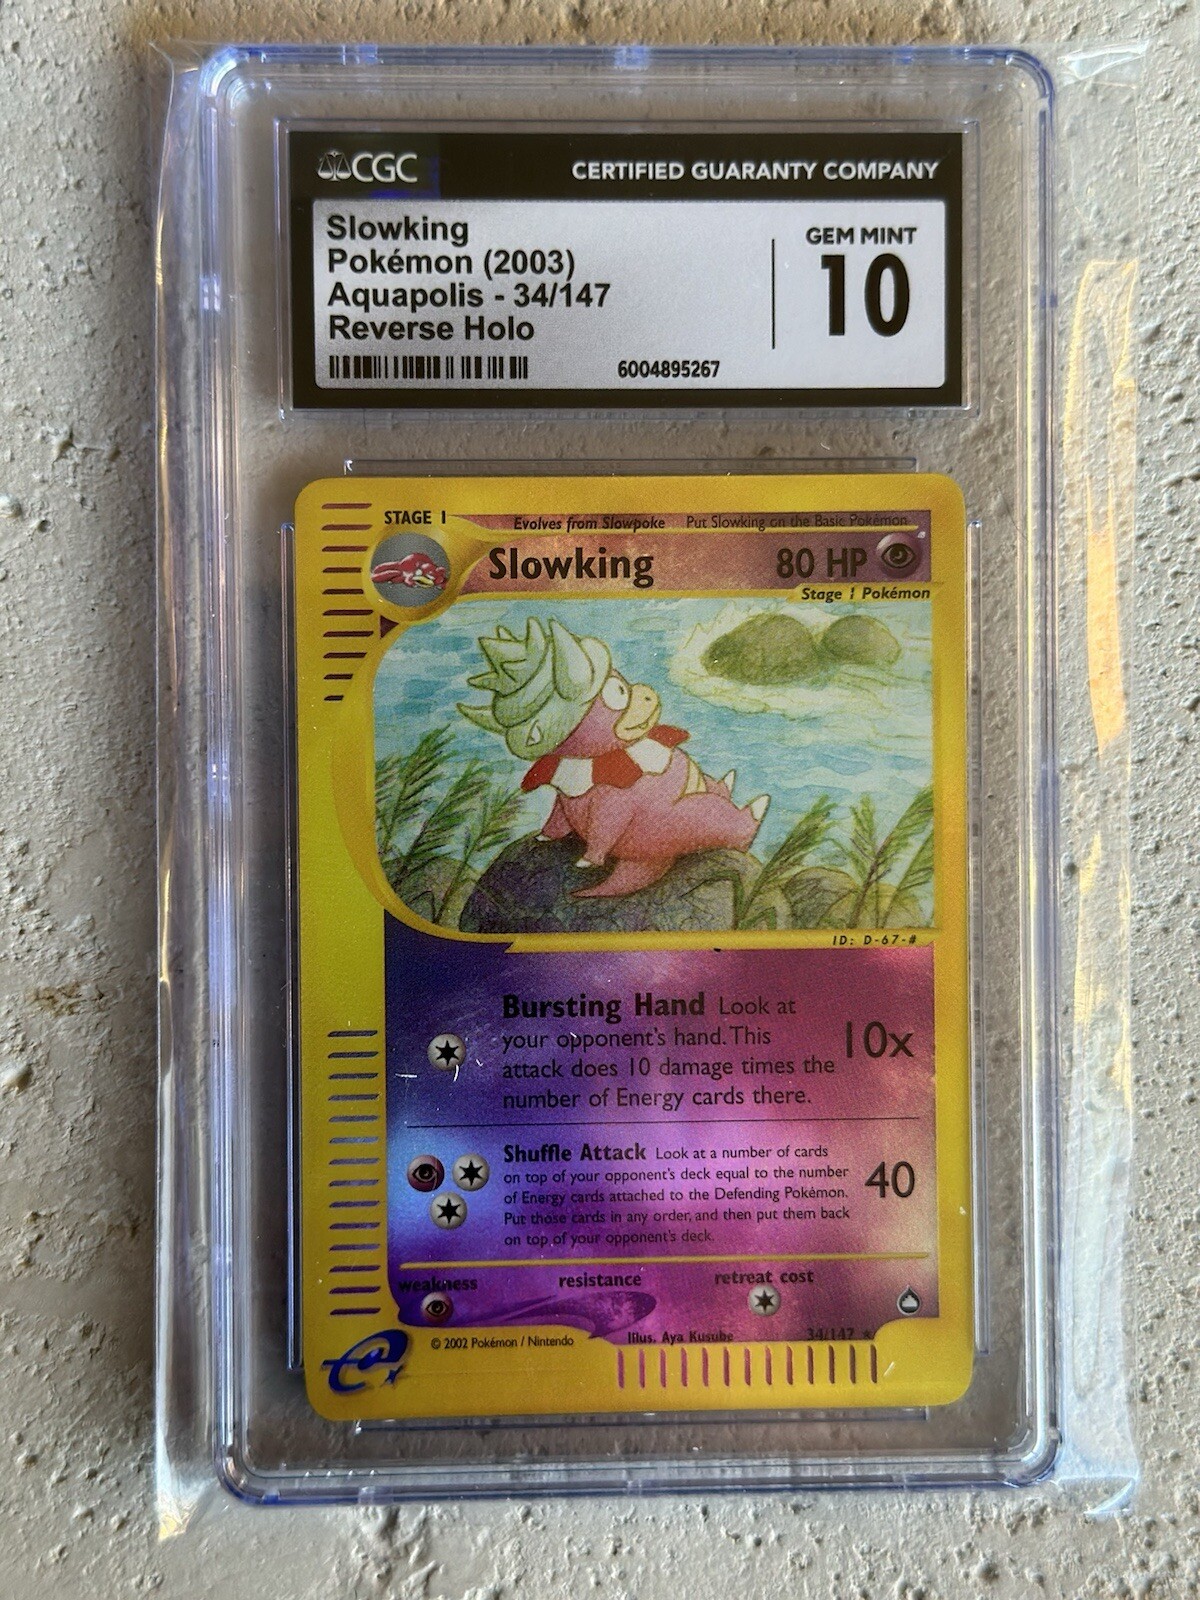 CGC
CERTIFIED GUARANTY COMPANY
Slowking
Pokémon (2003)
Aquapolis - 34/147
Reverse Holo
GEM MINT
10
6004895267
STAGE 1
Evolves from Slowpoke Put Slowking on the Basic Pokémon
Slowking 80 HP
Stage 1 Pokémon
ID: D-67-#
Bursting Hand Look at
your opponent's hand. This
attack does 10 damage times the
number of Energy cards there.
10x
Shuffle Attack Look at a number of cards
on top of your opponent's deck equal to the number
of Energy cards attached to the Defending Pokémon.
Put those cards in any order, and then put them back
on top of your opponent's deck.
40
weakness resistance retreat cost
© 2002 Pokémon / Nintendo Illus. Aya Kusube 34/147 ★
e